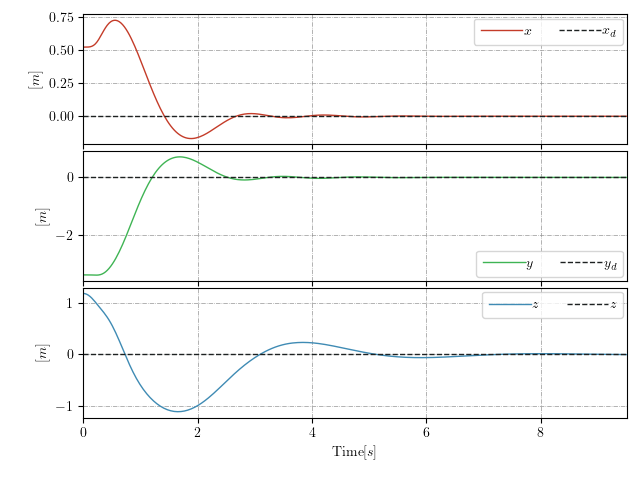 0.75
0.50
0.25
0.00
[m]
x x_d
0
−2
[m]
y y_d
1
0
−1
[m]
z z
0 2 4 6 8
Time[s]